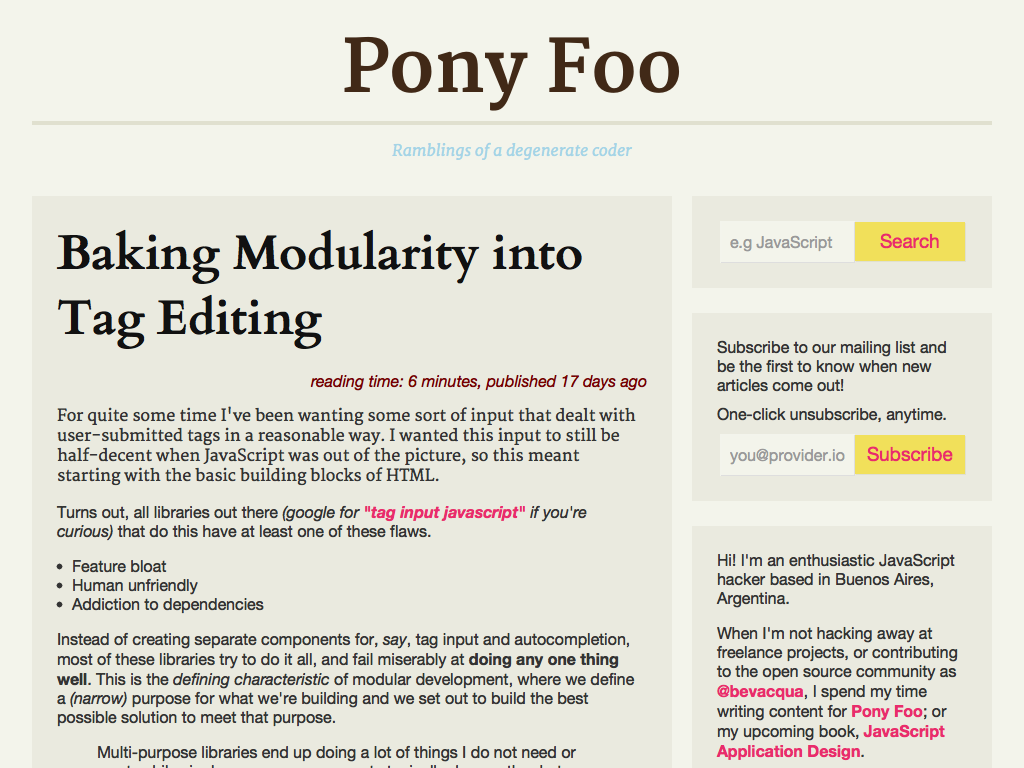 Pony Foo
Ramblings of a degenerate coder
Baking Modularity into
Tag Editing
reading time: 6 minutes, published 17 days ago
For quite some time I've been wanting some sort of input that dealt with
user-submitted tags in a reasonable way. I wanted this input to still be
half-decent when JavaScript was out of the picture, so this meant
starting with the basic building blocks of HTML.
Turns out, all libraries out there (google for "tag input javascript" if you're
curious) that do this have at least one of these flaws.
• Feature bloat
• Human unfriendly
• Addiction to dependencies
Instead of creating separate components for, say, tag input and autocompletion,
most of these libraries try to do it all, and fail miserably at doing any one thing
well. This is the defining characteristic of modular development, where we define
a (narrow) purpose for what we're building and we set out to build the best
possible solution to meet that purpose.
Multi-purpose libraries end up doing a lot of things I do not need or
e.g JavaScript
Search
Subscribe to our mailing list and
be the first to know when new
articles come out!
One-click unsubscribe, anytime.
you@provider.io
Subscribe
Hi! I'm an enthusiastic JavaScript
hacker based in Buenos Aires,
Argentina.
When I'm not hacking away at
freelance projects, or contributing
to the open source community as
@bevacqua, I spend my time
writing content for Pony Foo; or
my upcoming book, JavaScript
Application Design.